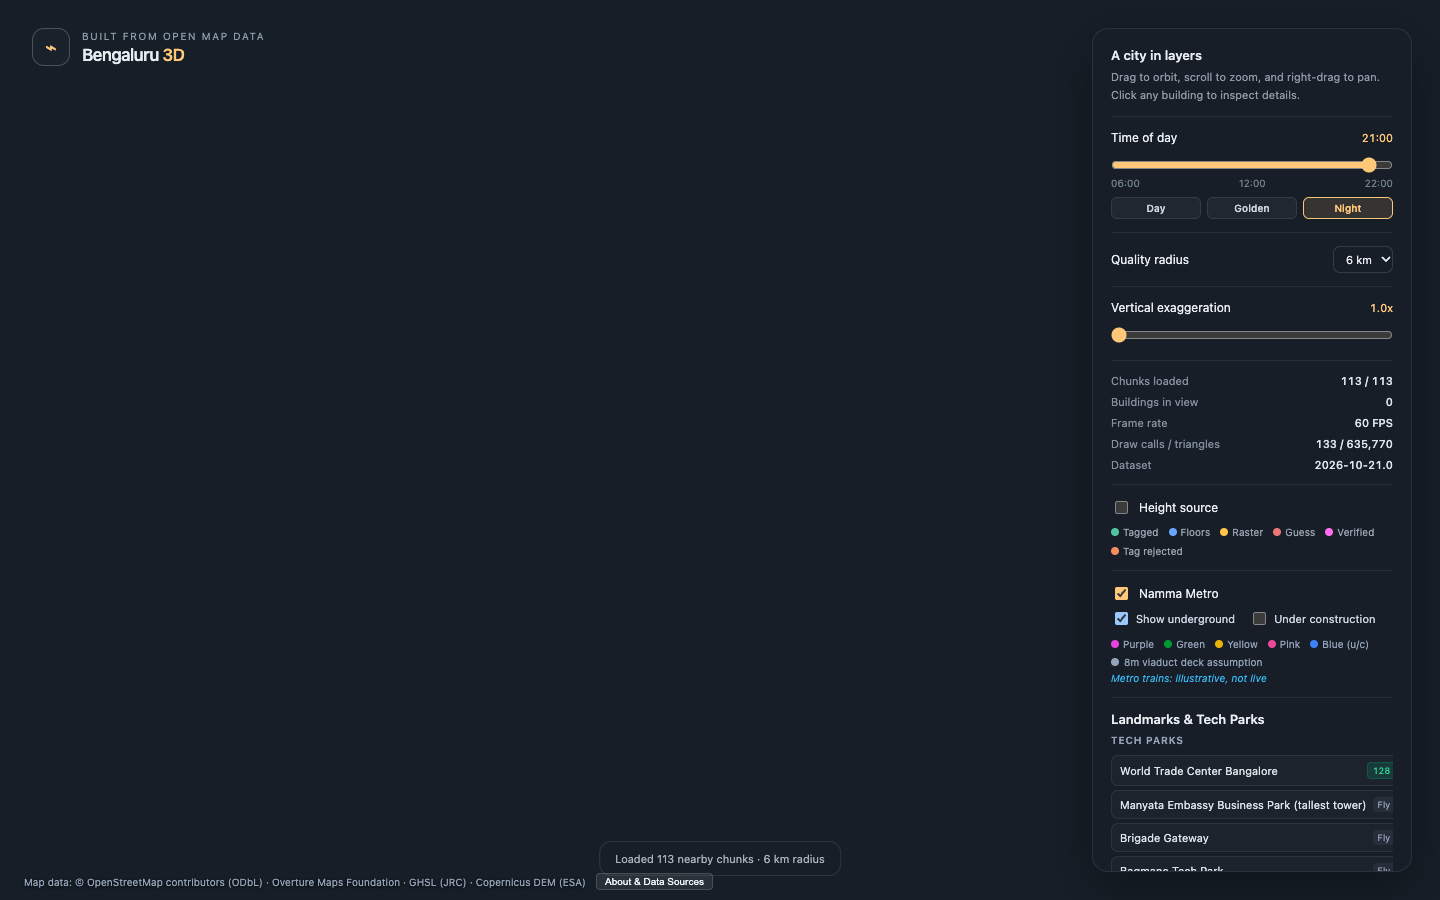 BUILT FROM OPEN MAP DATA
Bengaluru 3D
A city in layers
Drag to orbit, scroll to zoom, and right-drag to pan.
Click any building to inspect details.
Time of day 21:00
06:00 12:00 22:00
Day Golden Night
Quality radius 6 km
Vertical exaggeration 1.0x
Chunks loaded 113 / 113
Buildings in view 0
Frame rate 60 FPS
Draw calls / triangles 133 / 635,770
Dataset 2026-10-21.0
Height source
Tagged Floors Raster Guess Verified
Tag rejected
Namma Metro
Show underground Under construction
Purple Green Yellow Pink Blue (u/c)
8m viaduct deck assumption
Metro trains: illustrative, not live
Landmarks & Tech Parks
TECH PARKS
World Trade Center Bangalore 128
Manyata Embassy Business Park (tallest tower) Fly
Brigade Gateway Fly
Bagmane Tech Park Fly
Loaded 113 nearby chunks · 6 km radius
Map data: © OpenStreetMap contributors (ODbL) · Overture Maps Foundation · GHSL (JRC) · Copernicus DEM (ESA) About & Data Sources